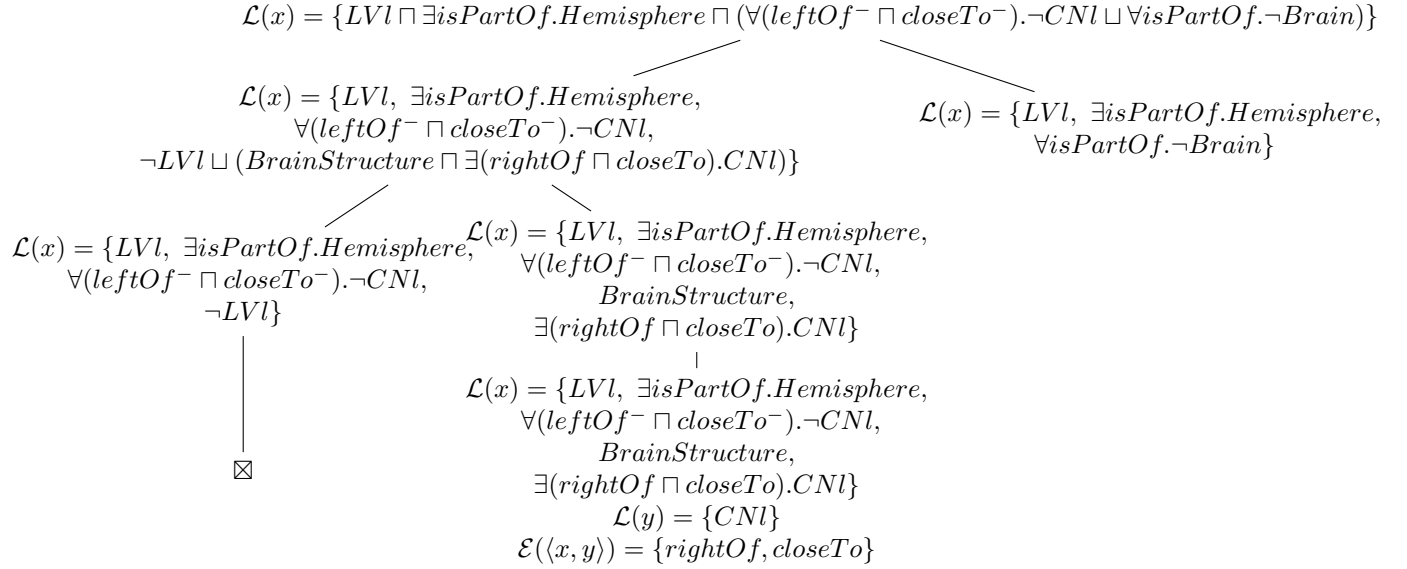 ℒ(x) = {LVl ⊓ ∃isPartOf.Hemisphere ⊓ (∀(leftOf⁻ ⊓ closeTo⁻).¬CNl ⊔ ∀isPartOf.¬Brain)}
ℒ(x) = {LVl, ∃isPartOf.Hemisphere,
∀(leftOf⁻ ⊓ closeTo⁻).¬CNl,
¬LVl ⊔ (BrainStructure ⊓ ∃(rightOf ⊓ closeTo).CNl)}
ℒ(x) = {LVl, ∃isPartOf.Hemisphere,
∀isPartOf.¬Brain}
ℒ(x) = {LVl, ∃isPartOf.Hemisphere,
∀(leftOf⁻ ⊓ closeTo⁻).¬CNl,
¬LVl}
⊠
ℒ(x) = {LVl, ∃isPartOf.Hemisphere,
∀(leftOf⁻ ⊓ closeTo⁻).¬CNl,
BrainStructure,
∃(rightOf ⊓ closeTo).CNl}
ℒ(x) = {LVl, ∃isPartOf.Hemisphere,
∀(leftOf⁻ ⊓ closeTo⁻).¬CNl,
BrainStructure,
∃(rightOf ⊓ closeTo).CNl}
ℒ(y) = {CNl}
ℰ(⟨x, y⟩) = {rightOf, closeTo}